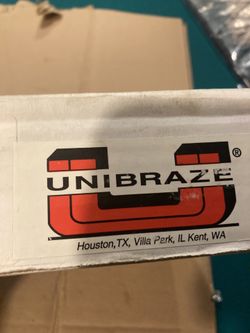 UNIBRAZE ®
Houston,TX, Villa Park, IL Kent, WA